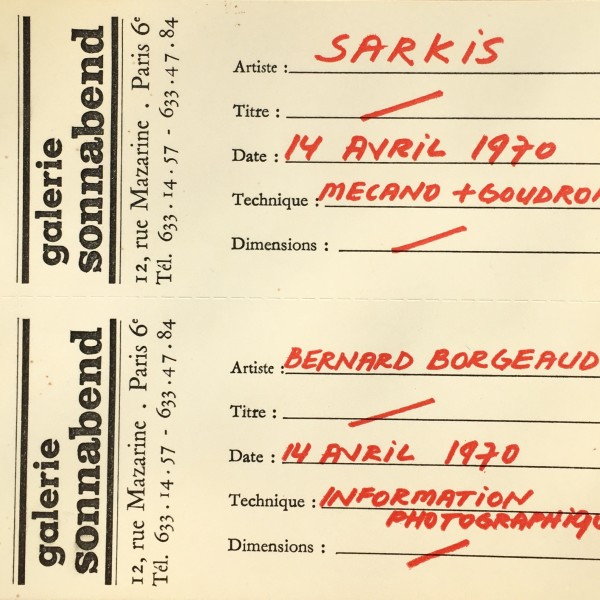 galerie
sonnabend
12, rue Mazarine . Paris 6e
Tél. 633.14.57 - 633.47.84
Artiste : SARKIS
Titre :
Date : 14 AVRIL 1970
Technique : MECANO + GOUDRON
Dimensions :
galerie
sonnabend
12, rue Mazarine . Paris 6e
Tél. 633.14.57 - 633.47.84
Artiste : BERNARD BORGEAUD
Titre :
Date : 14 AVRIL 1970
Technique : INFORMATION
PHOTOGRAPHIQU
Dimensions :